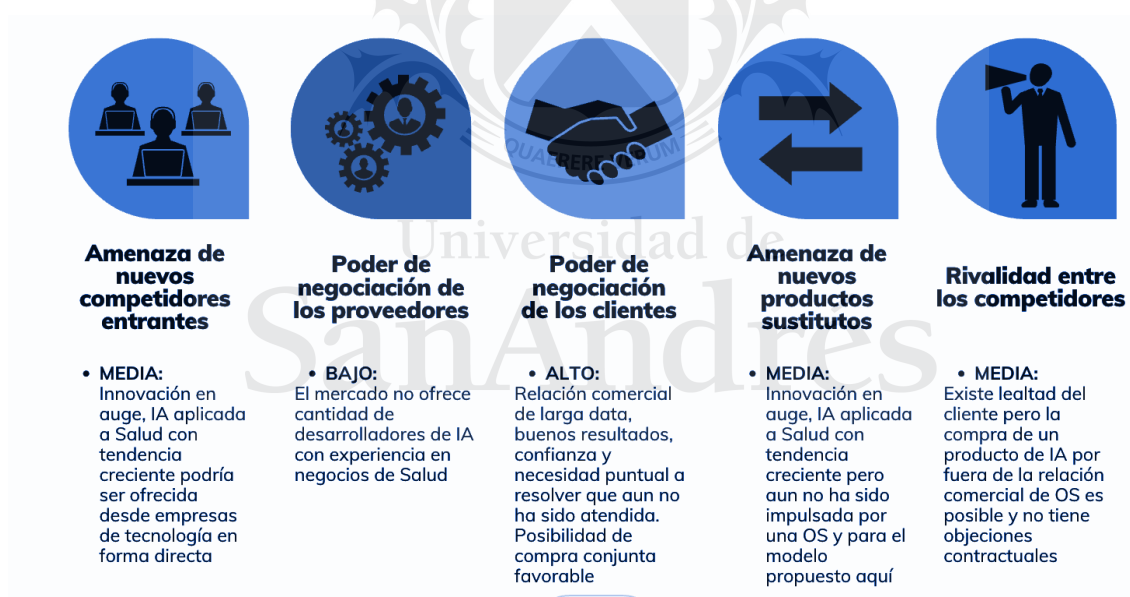 QUAERERE VERUM
Universidad de
SanAndrés
Amenaza de
nuevos
competidores
entrantes
• MEDIA:
Innovación en
auge, IA aplicada
a Salud con
tendencia
creciente podría
ser ofrecida
desde empresas
de tecnología en
forma directa
Poder de
negociación de
los proveedores
• BAJO:
El mercado no ofrece
cantidad de
desarrolladores de IA
con experiencia en
negocios de Salud
Poder de
negociación
de los clientes
• ALTO:
Relación comercial
de larga data,
buenos resultados,
confianza y
necesidad puntual a
resolver que aun no
ha sido atendida.
Posibilidad de
compra conjunta
favorable
Amenaza de
nuevos
productos
sustitutos
• MEDIA:
Innovación en
auge, IA aplicada
a Salud con
tendencia
creciente pero
aun no ha sido
impulsada por
una OS y para el
modelo
propuesto aquí
Rivalidad entre
los competidores
• MEDIA:
Existe lealtad del
cliente pero la
compra de un
producto de IA por
fuera de la relación
comercial de OS es
posible y no tiene
objeciones
contractuales